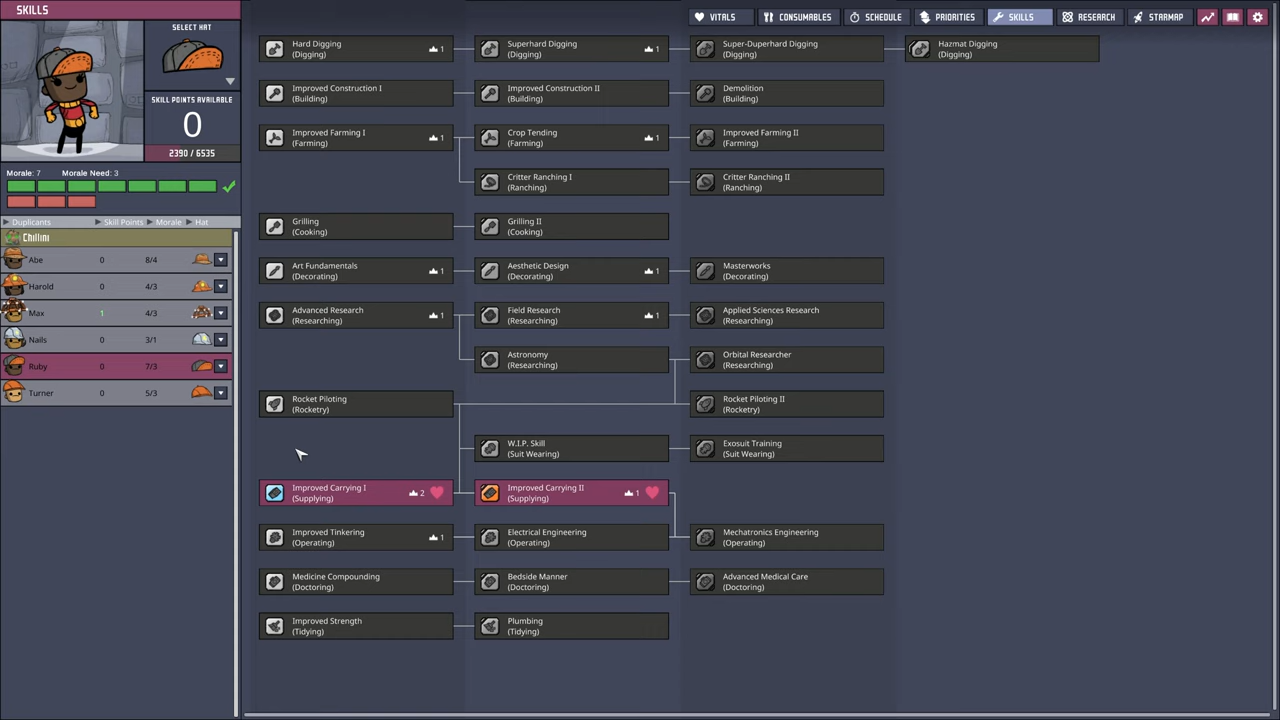 SKILLS
VITALS
CONSUMABLES
SCHEDULE
PRIORITIES
SKILLS
RESEARCH
STARMAP
SELECT HAT
SKILL POINTS AVAILABLE
0
2390 / 6535
Morale: 7
Morale Need: 3
Duplicants
Skill Points
Morale
Hat
Chillini
Abe 0 8/4
Harold 0 4/3
Max 1 4/3
Nails 0 3/1
Ruby 0 7/3
Turner 0 5/3
Hard Digging
(Digging)
1
Superhard Digging
(Digging)
1
Super-Duperhard Digging
(Digging)
Hazmat Digging
(Digging)
Improved Construction I
(Building)
Improved Construction II
(Building)
Demolition
(Building)
Improved Farming I
(Farming)
1
Crop Tending
(Farming)
1
Improved Farming II
(Farming)
Critter Ranching I
(Ranching)
Critter Ranching II
(Ranching)
Grilling
(Cooking)
Grilling II
(Cooking)
Art Fundamentals
(Decorating)
1
Aesthetic Design
(Decorating)
1
Masterworks
(Decorating)
Advanced Research
(Researching)
1
Field Research
(Researching)
1
Applied Sciences Research
(Researching)
Astronomy
(Researching)
Orbital Researcher
(Researching)
Rocket Piloting
(Rocketry)
Rocket Piloting II
(Rocketry)
W.I.P. Skill
(Suit Wearing)
Exosuit Training
(Suit Wearing)
Improved Carrying I
(Supplying)
2
Improved Carrying II
(Supplying)
1
Improved Tinkering
(Operating)
1
Electrical Engineering
(Operating)
Mechatronics Engineering
(Operating)
Medicine Compounding
(Doctoring)
Bedside Manner
(Doctoring)
Advanced Medical Care
(Doctoring)
Improved Strength
(Tidying)
Plumbing
(Tidying)